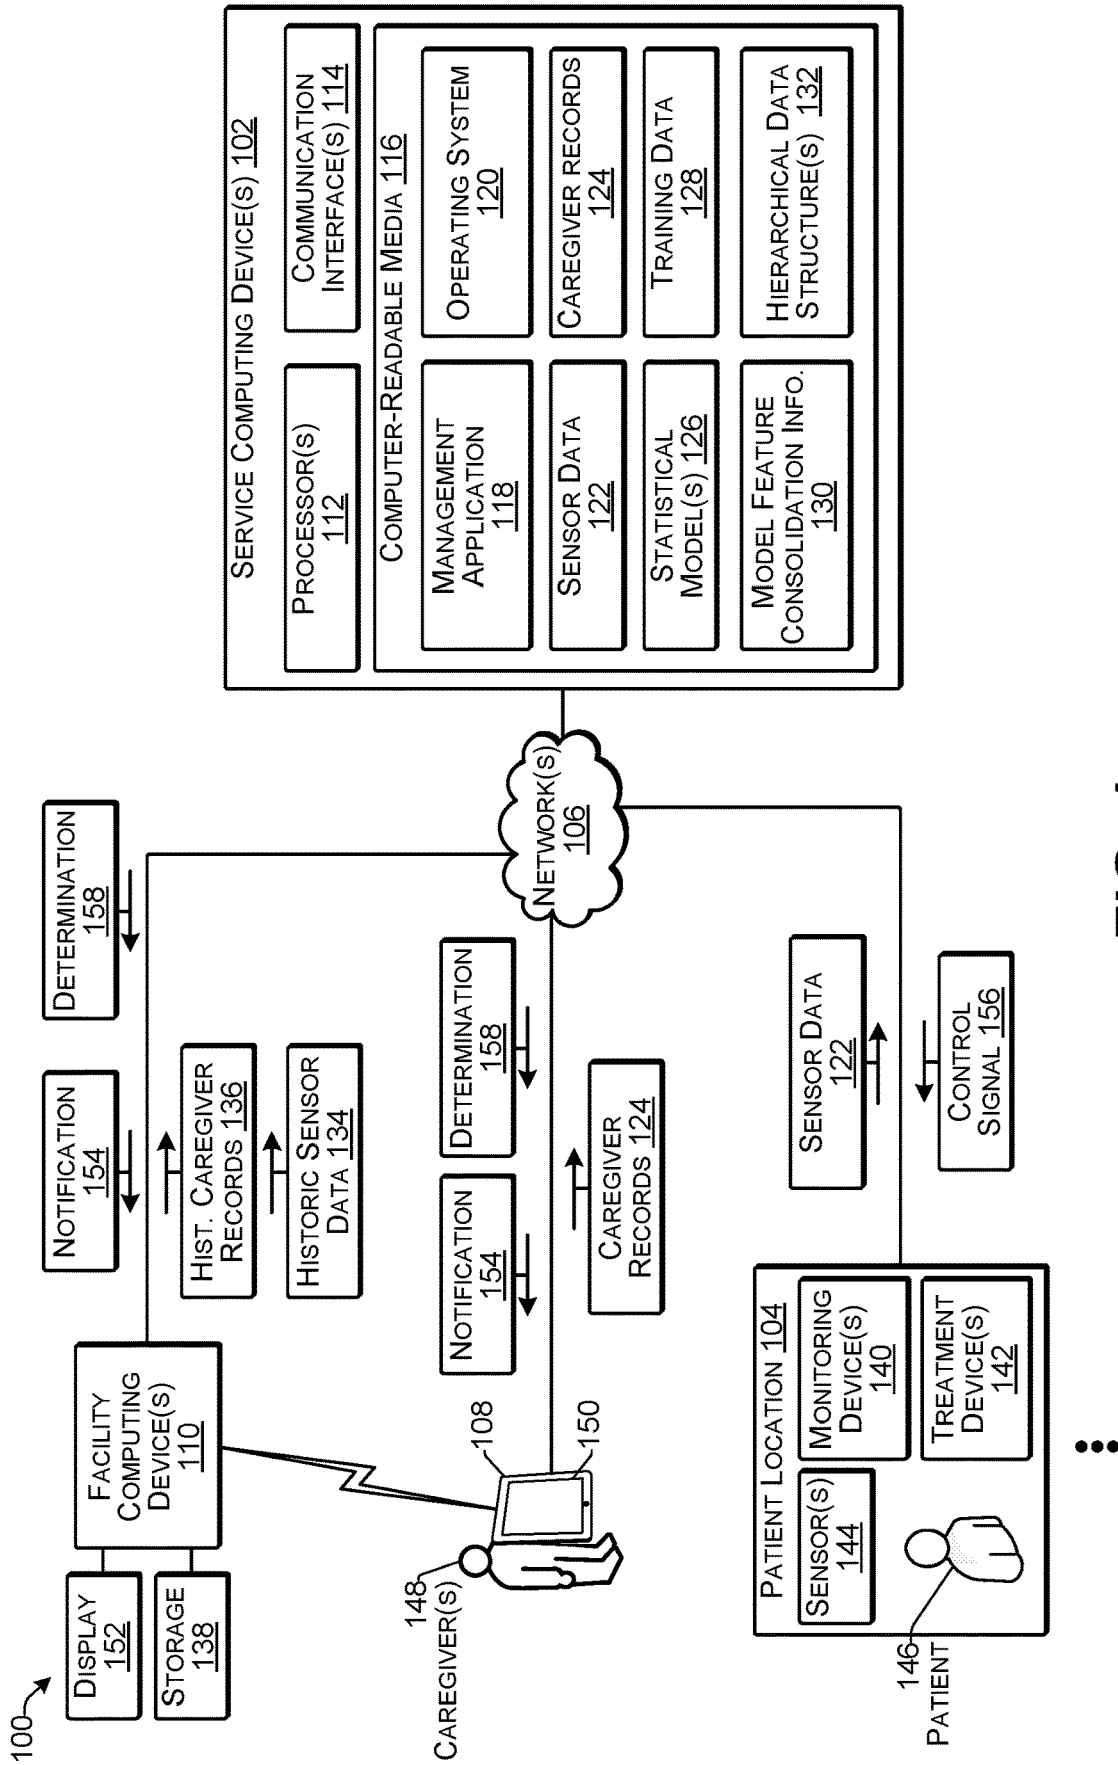 100
DISPLAY
152
STORAGE
138
FACILITY
COMPUTING
DEVICE(S)
110
NOTIFICATION
154
DETERMINATION
158
HIST. CAREGIVER
RECORDS 136
HISTORIC SENSOR
DATA 134
148
CAREGIVER(S)
108
150
NOTIFICATION
154
DETERMINATION
158
CAREGIVER
RECORDS 124
NETWORK(S)
106
PATIENT LOCATION 104
SENSOR(S)
144
MONITORING
DEVICE(S)
140
TREATMENT
DEVICE(S)
142
146
PATIENT
SENSOR DATA
122
CONTROL
SIGNAL 156
SERVICE COMPUTING DEVICE(S) 102
PROCESSOR(S)
112
COMMUNICATION
INTERFACE(S) 114
COMPUTER-READABLE MEDIA 116
MANAGEMENT
APPLICATION
118
OPERATING SYSTEM
120
SENSOR DATA
122
CAREGIVER RECORDS
124
STATISTICAL
MODEL(S) 126
TRAINING DATA
128
MODEL FEATURE
CONSOLIDATION INFO.
130
HIERARCHICAL DATA
STRUCTURE(S) 132